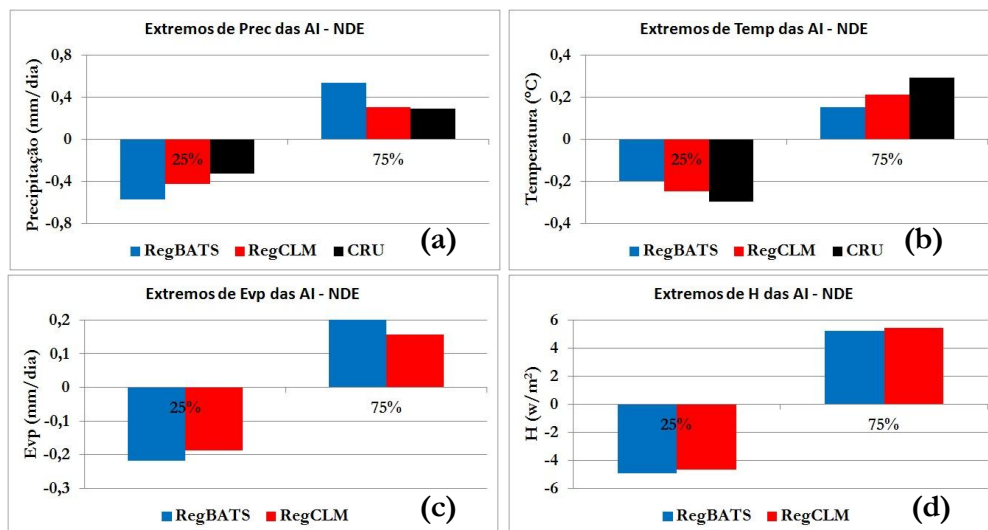 Extremos de Prec das AI - NDE
Precipitação (mm/dia)
0,8
0,4
0
-0,4
-0,8
25%
75%
RegBATS RegCLM CRU
(a)
Extremos de Temp das AI - NDE
Temperatura (°C)
0,4
0,2
0
-0,2
-0,4
25%
75%
RegBATS RegCLM CRU
(b)
Extremos de Evp das AI - NDE
Evp (mm/dia)
0,2
0,1
0
-0,1
-0,2
-0,3
25%
75%
RegBATS RegCLM
(c)
Extremos de H das AI - NDE
H (w/m²)
6
4
2
0
-2
-4
-6
25%
75%
RegBATS RegCLM
(d)